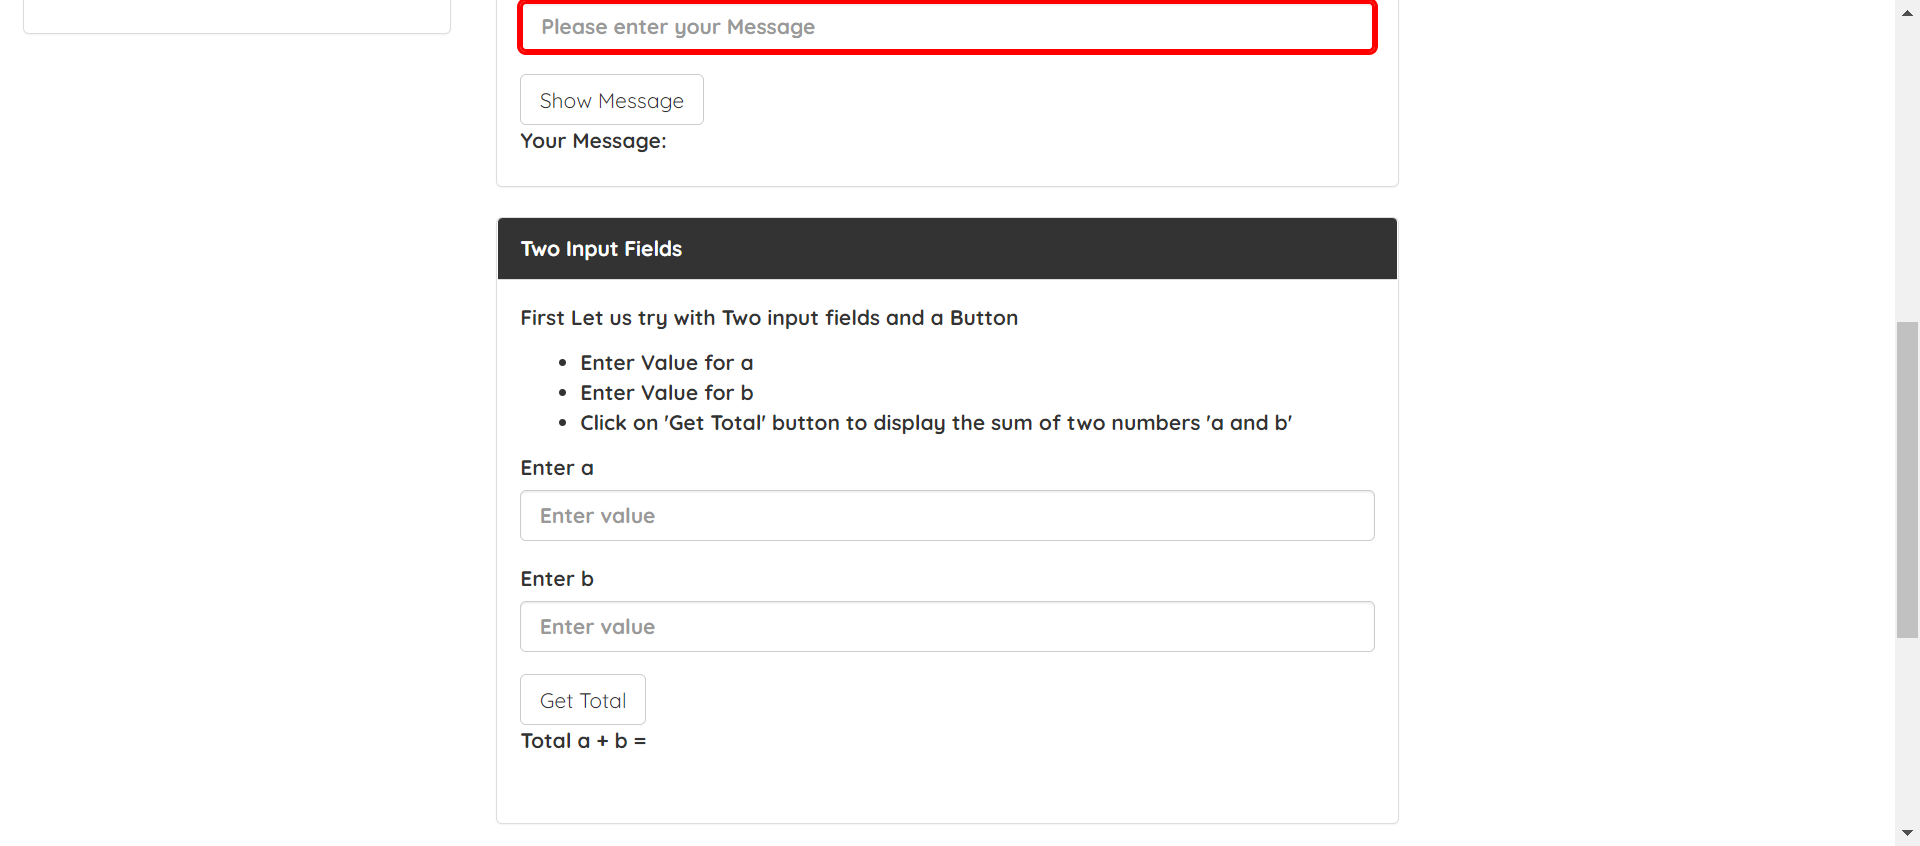 Please enter your Message
Show Message
Your Message:
Two Input Fields
First Let us try with Two input fields and a Button
• Enter Value for a
• Enter Value for b
• Click on 'Get Total' button to display the sum of two numbers 'a and b'
Enter a
Enter value
Enter b
Enter value
Get Total
Total a + b =